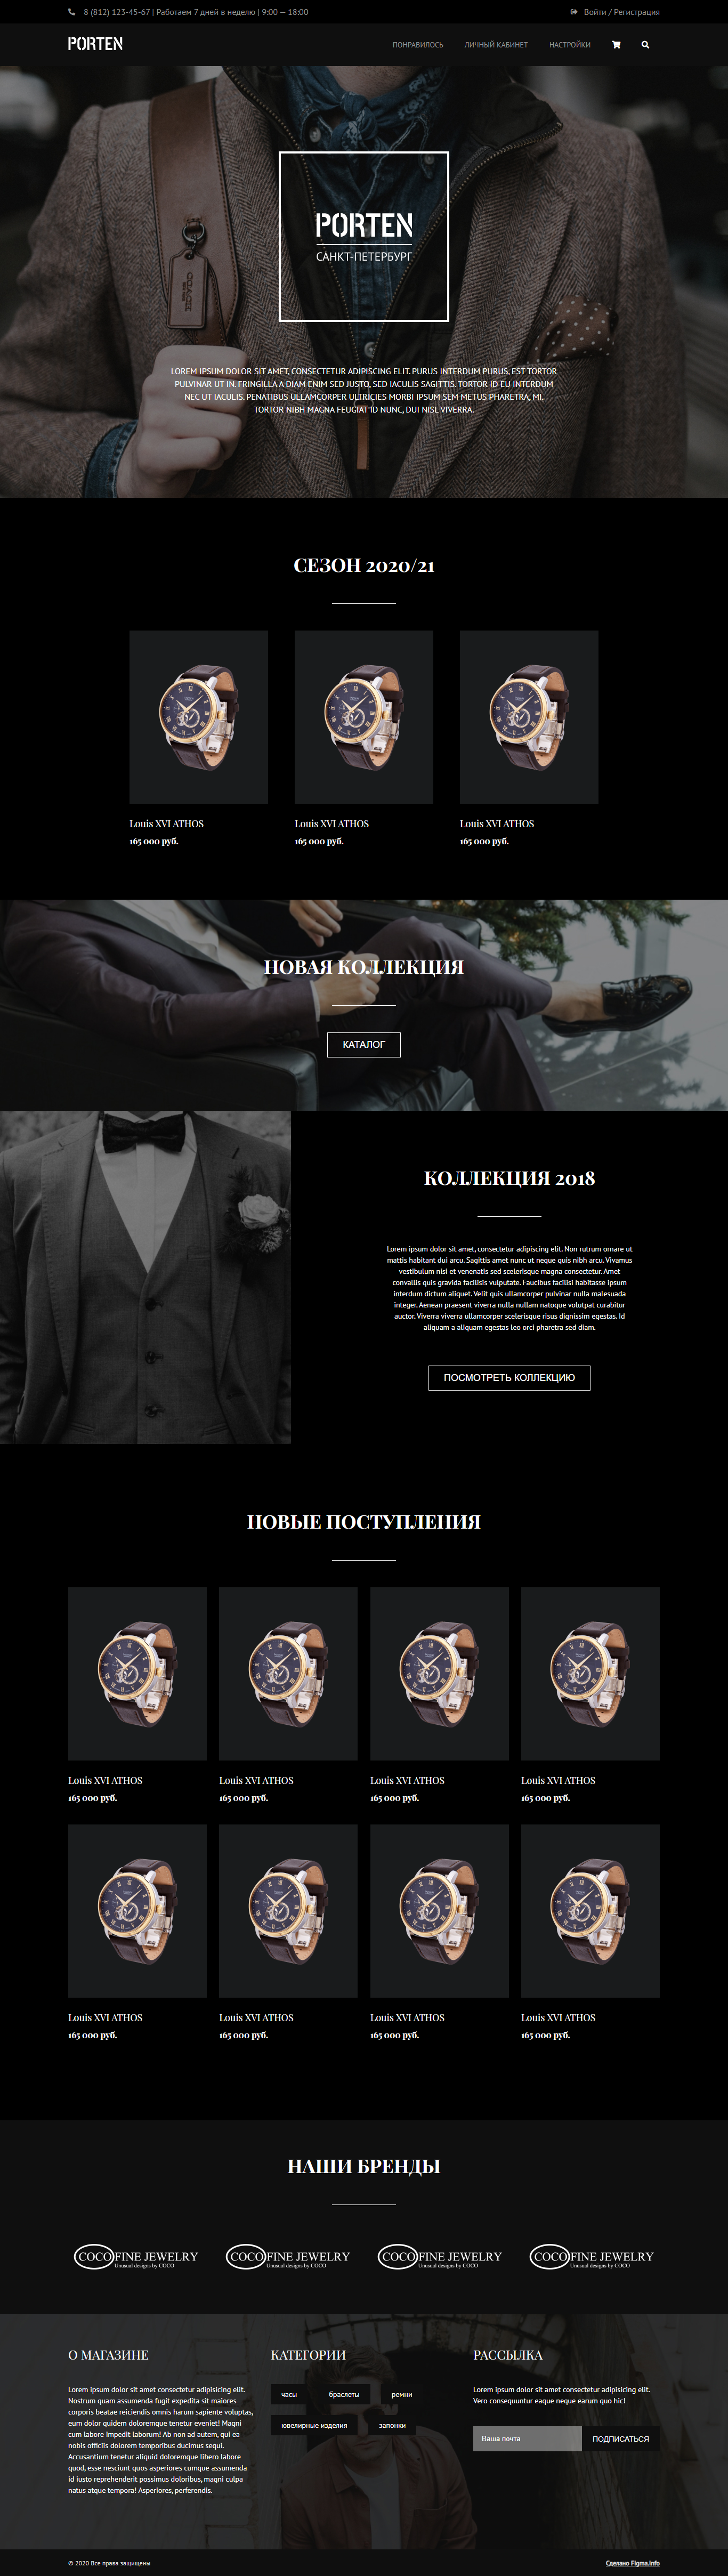 8 (812) 123-45-67 | Работаем 7 дней в неделю | 9:00 — 18:00
Войти / Регистрация
PORTEN
ПОНРАВИЛОСЬ
ЛИЧНЫЙ КАБИНЕТ
НАСТРОЙКИ
PORTEN
САНКТ-ПЕТЕРБУРГ
LOREM IPSUM DOLOR SIT AMET, CONSECTETUR ADIPISCING ELIT. PURUS INTERDUM PURUS, EST TORTOR
PULVINAR UT IN. FRINGILLA A DIAM ENIM SED JUSTO, SED IACULIS SAGITTIS. TORTOR ID EU INTERDUM
NEC UT IACULIS. PENATIBUS ULLAMCORPER ULTRICIES MORBI IPSUM SEM METUS PHARETRA, MI.
TORTOR NIBH MAGNA FEUGIAT ID NUNC, DUI NISL VIVERRA.
СЕЗОН 2020/21
Louis XVI ATHOS
165 000 руб.
Louis XVI ATHOS
165 000 руб.
Louis XVI ATHOS
165 000 руб.
НОВАЯ КОЛЛЕКЦИЯ
КАТАЛОГ
КОЛЛЕКЦИЯ 2018
Lorem ipsum dolor sit amet, consectetur adipiscing elit. Non rutrum ornare ut
mattis habitant dui arcu. Sagittis amet nunc ut neque quis nibh arcu. Vivamus
vestibulum nisi et venenatis sed scelerisque magna consectetur. Amet
convallis quis gravida facilisis vulputate. Faucibus facilisi habitasse ipsum
interdum dictum aliquet. Velit quis ullamcorper pulvinar nulla malesuada
integer. Aenean praesent viverra nulla nullam natoque volutpat curabitur
auctor. Viverra viverra ullamcorper scelerisque risus dignissim egestas. Id
aliquam a aliquam egestas leo orci pharetra sed diam.
ПОСМОТРЕТЬ КОЛЛЕКЦИЮ
НОВЫЕ ПОСТУПЛЕНИЯ
Louis XVI ATHOS
165 000 руб.
Louis XVI ATHOS
165 000 руб.
Louis XVI ATHOS
165 000 руб.
Louis XVI ATHOS
165 000 руб.
Louis XVI ATHOS
165 000 руб.
Louis XVI ATHOS
165 000 руб.
Louis XVI ATHOS
165 000 руб.
Louis XVI ATHOS
165 000 руб.
НАШИ БРЕНДЫ
COCO FINE JEWELRY
Unusual designs by COCO
COCO FINE JEWELRY
Unusual designs by COCO
COCO FINE JEWELRY
Unusual designs by COCO
COCO FINE JEWELRY
Unusual designs by COCO
О МАГАЗИНЕ
Lorem ipsum dolor sit amet consectetur adipisicing elit.
Nostrum quam assumenda fugit expedita sit maiores
corporis beatae reiciendis omnis harum sapiente voluptas,
eum dolor quidem doloremque tenetur eveniet! Magni
cum labore impedit laborum! Ab non ad autem, qui ea
nobis officiis dolorem temporibus ducimus sequi.
Accusantium tenetur aliquid doloremque libero labore
quod, esse nesciunt quos asperiores cumque assumenda
id iusto reprehenderit possimus doloribus, magni culpa
natus atque tempora! Asperiores, perferendis.
КАТЕГОРИИ
часы
браслеты
ремни
ювелирные изделия
запонки
РАССЫЛКА
Lorem ipsum dolor sit amet consectetur adipisicing elit.
Vero consequuntur eaque neque earum quo hic!
Ваша почта
ПОДПИСАТЬСЯ
© 2020 Все права защищены
Сделано Figma.info